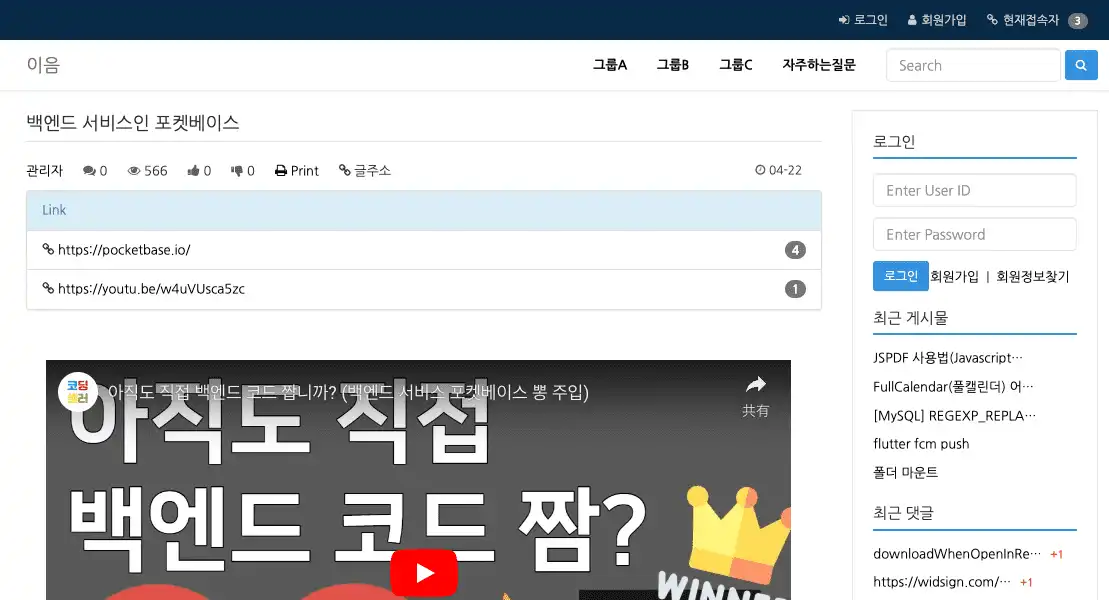 로그인 회원가입 현재접속자 3
이음 그룹A 그룹B 그룹C 자주하는질문 Search
백엔드 서비스인 포켓베이스
관리자 0 566 0 0 Print 글주소 04-22
Link
https://pocketbase.io/ 4
https://youtu.be/w4uVUsca5zc 1
코딩
애플러 아직도 직접 백엔드 코드 짭니까? (백엔드 서비스 포켓베이스 뽕 주입)
共有
아직도 직접
백엔드 코드 짬?
WINNER
로그인
Enter User ID
Enter Password
로그인 회원가입 | 회원정보찾기
최근 게시물
JSPDF 사용법(Javascript…
FullCalendar(풀캘린더) 어…
[MySQL] REGEXP_REPLA…
flutter fcm push
폴더 마운트
최근 댓글
downloadWhenOpenInRe… +1
https://widsign.com/… +1